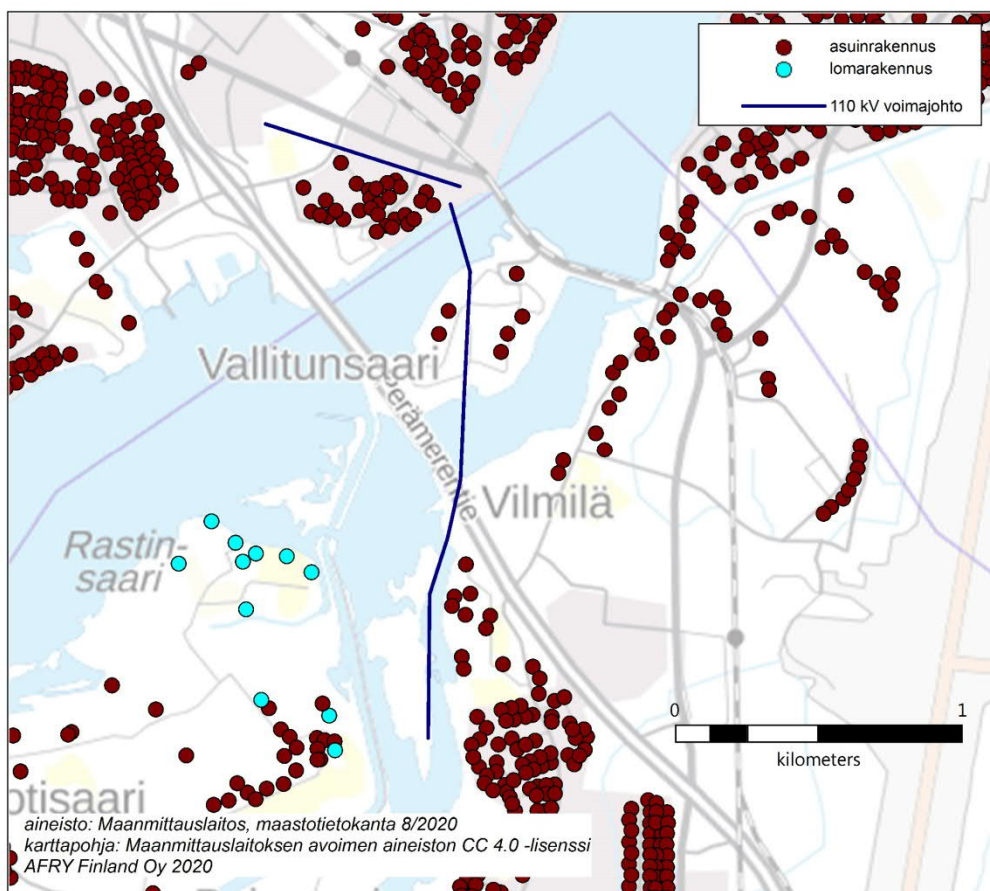 asuinrakennus
lomarakennus
110 kV voimajohto
Vallitunsaari
Perämerentie
Vilmilä
Rastin-
saari
0 1
kilometers
otisaari
aineisto: Maanmittauslaitos, maastotietokanta 8/2020
karttapohja: Maanmittauslaitoksen avoimen aineiston CC 4.0 -lisenssi
AFRY Finland Oy 2020